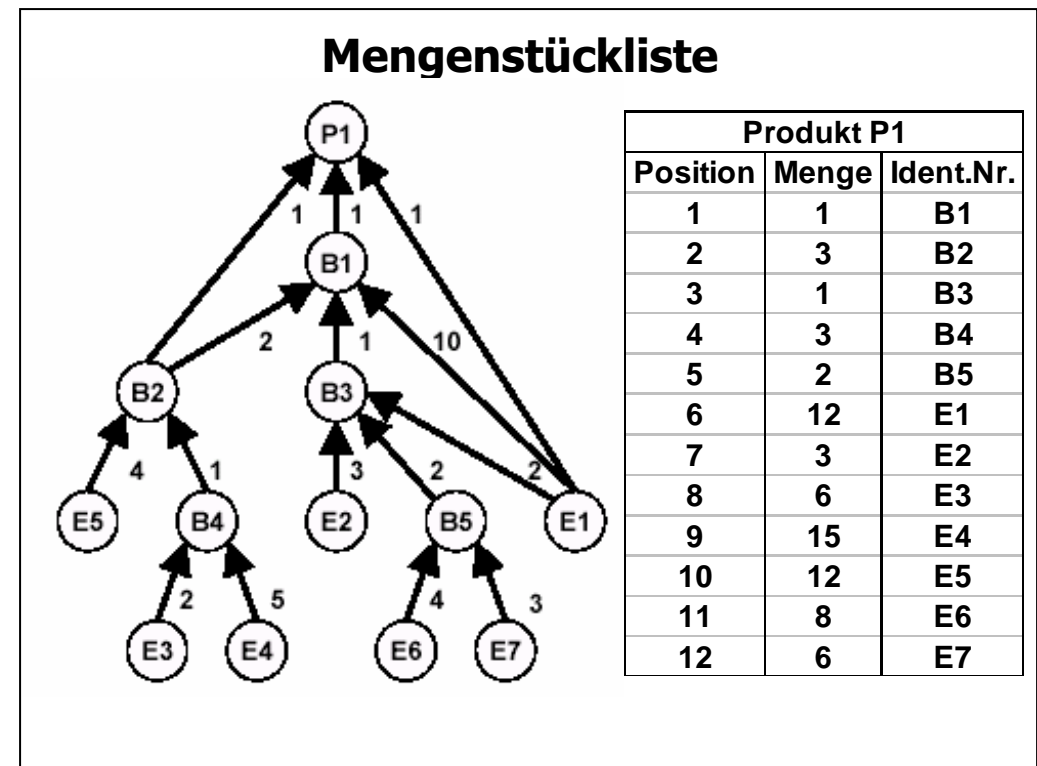 Mengenstückliste
P1
1 1 1
B1
2 1 10
B2 B3
4 1 3 2 2
E5 B4 E2 B5 E1
2 5 4 3
E3 E4 E6 E7
Produkt P1
Position Menge Ident.Nr.
1 1 B1
2 3 B2
3 1 B3
4 3 B4
5 2 B5
6 12 E1
7 3 E2
8 6 E3
9 15 E4
10 12 E5
11 8 E6
12 6 E7